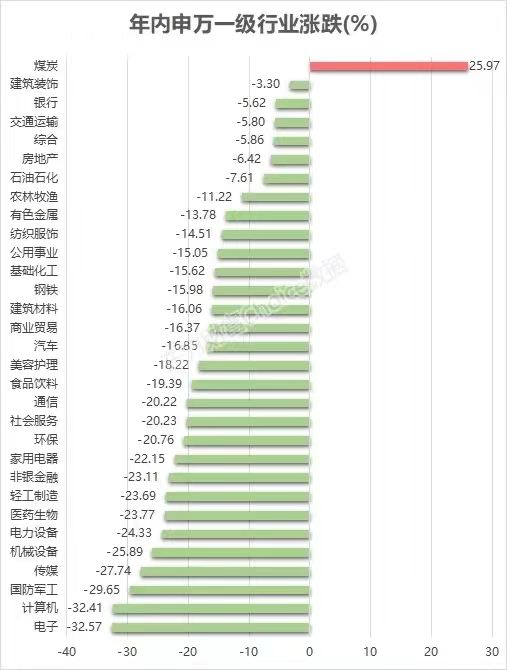 年内申万一级行业涨跌(%)
煤炭 25.97
建筑装饰 -3.30
银行 -5.62
交通运输 -5.80
综合 -5.86
房地产 -6.42
石油石化 -7.61
农林牧渔 -11.22
有色金属 -13.78
纺织服饰 -14.51
公用事业 -15.05
基础化工 -15.62
钢铁 -15.98
建筑材料 -16.06
商业贸易 -16.37
汽车 -16.85
美容护理 -18.22
食品饮料 -19.39
通信 -20.22
社会服务 -20.23
环保 -20.76
家用电器 -22.15
非银金融 -23.11
轻工制造 -23.69
医药生物 -23.77
电力设备 -24.33
机械设备 -25.89
传媒 -27.74
国防军工 -29.65
计算机 -32.41
电子 -32.57
-40 -30 -20 -10 0 10 20 30
Choice数据